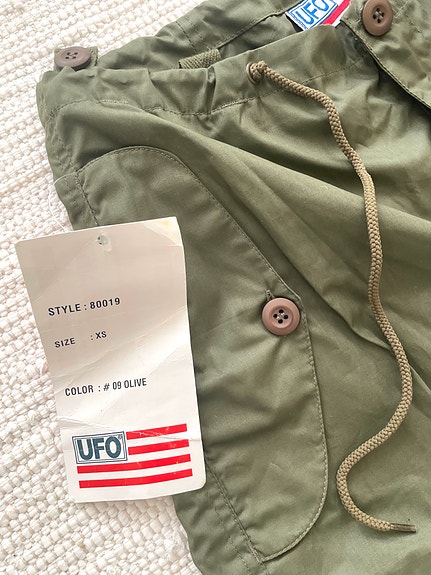 UFO
STYLE : 80019
SIZE : XS
COLOR : # 09 OLIVE
UFO